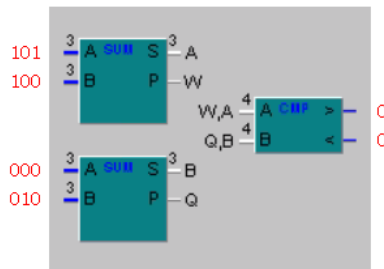 3 A SUM S 3 A
101
100 3 B P W
W,A 4 A CMP > 0
Q,B 4 B < 0
000 3 A SUM S 3 B
010 3 B P Q